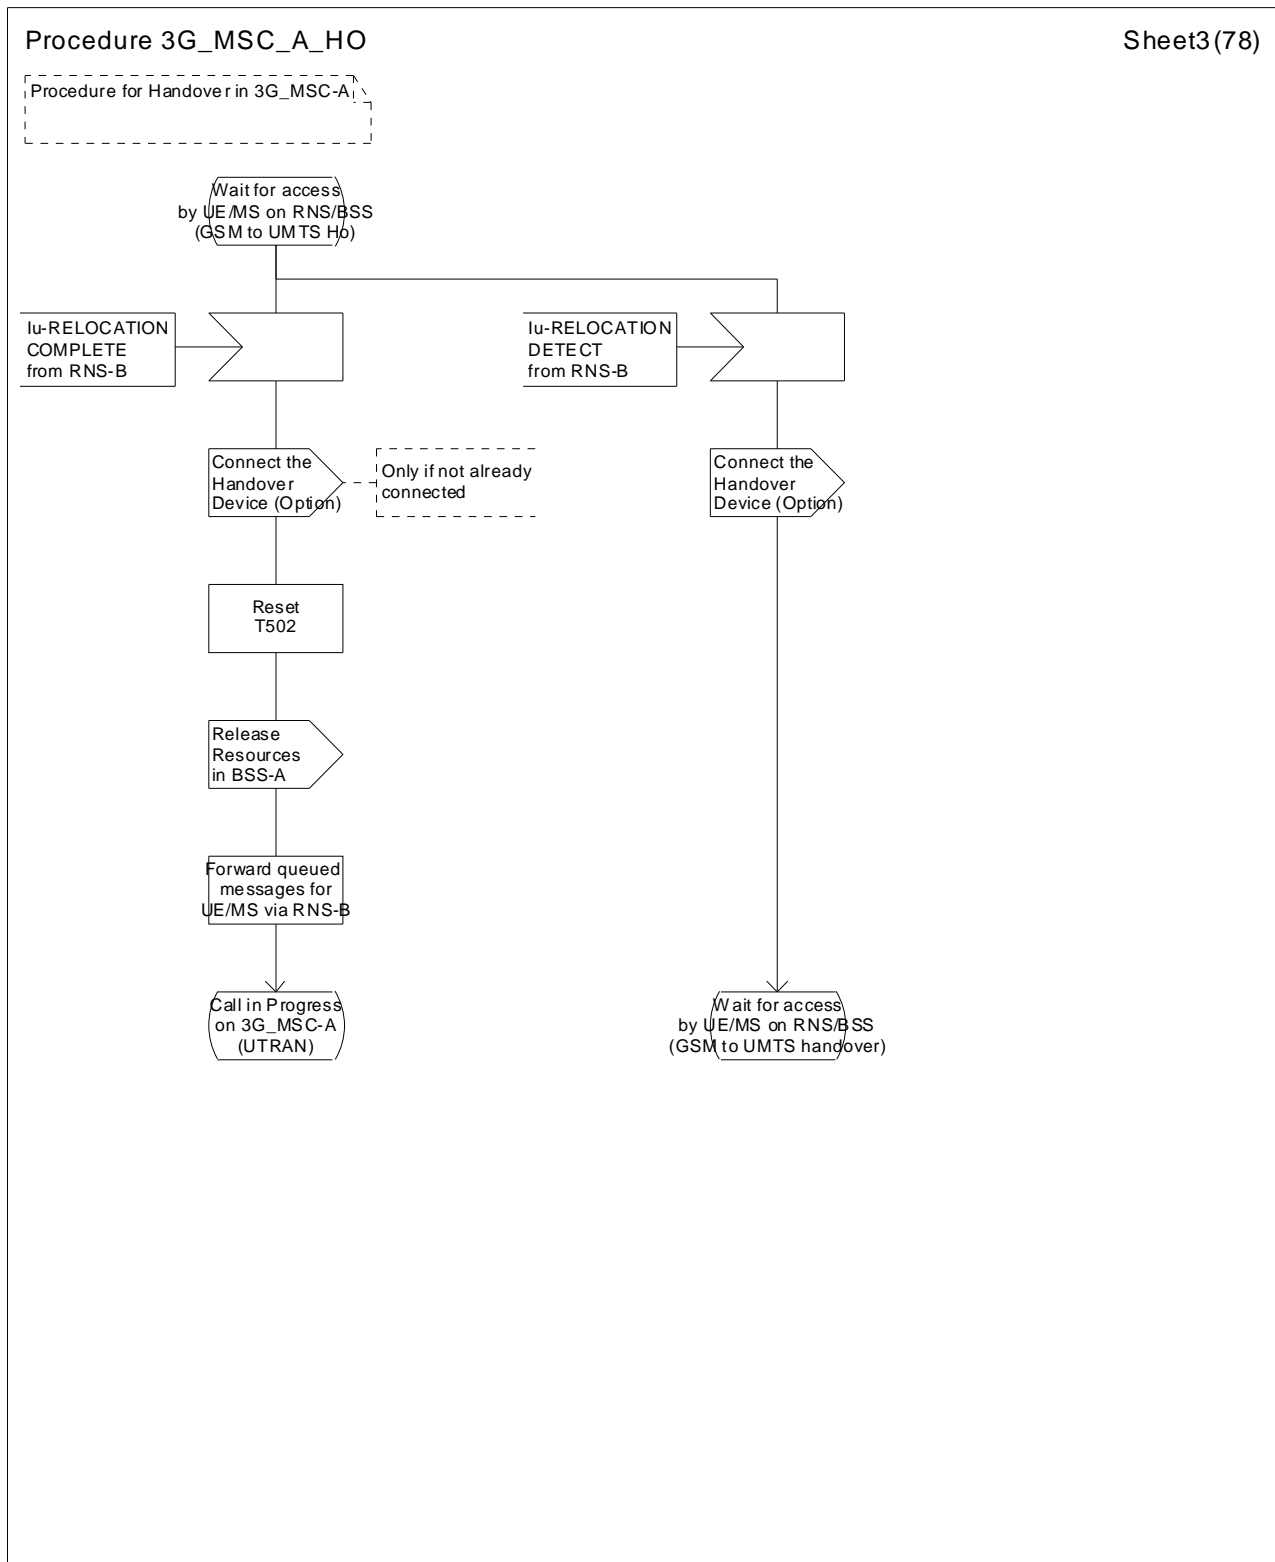 Procedure 3G_MSC_A_HO
Sheet3(78)
Procedure for Handover in 3G_MSC-A
Wait for access
by UE/MS on RNS/BSS
(GSM to UMTS Ho)
Iu-RELOCATION
COMPLETE
from RNS-B
Iu-RELOCATION
DETECT
from RNS-B
Connect the
Handover
Device (Option)
Only if not already
connected
Connect the
Handover
Device (Option)
Reset
T502
Release
Resources
in BSS-A
Forward queued
messages for
UE/MS via RNS-B
Call in Progress
on 3G_MSC-A
(UTRAN)
Wait for access
by UE/MS on RNS/BSS
(GSM to UMTS handover)